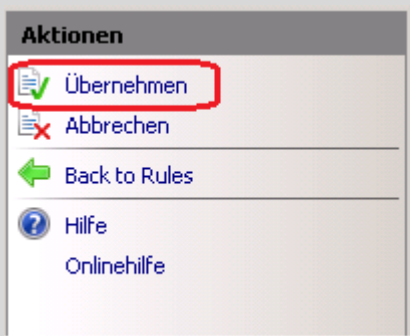 Aktionen
Übernehmen
Abbrechen
Back to Rules
Hilfe
Onlinehilfe